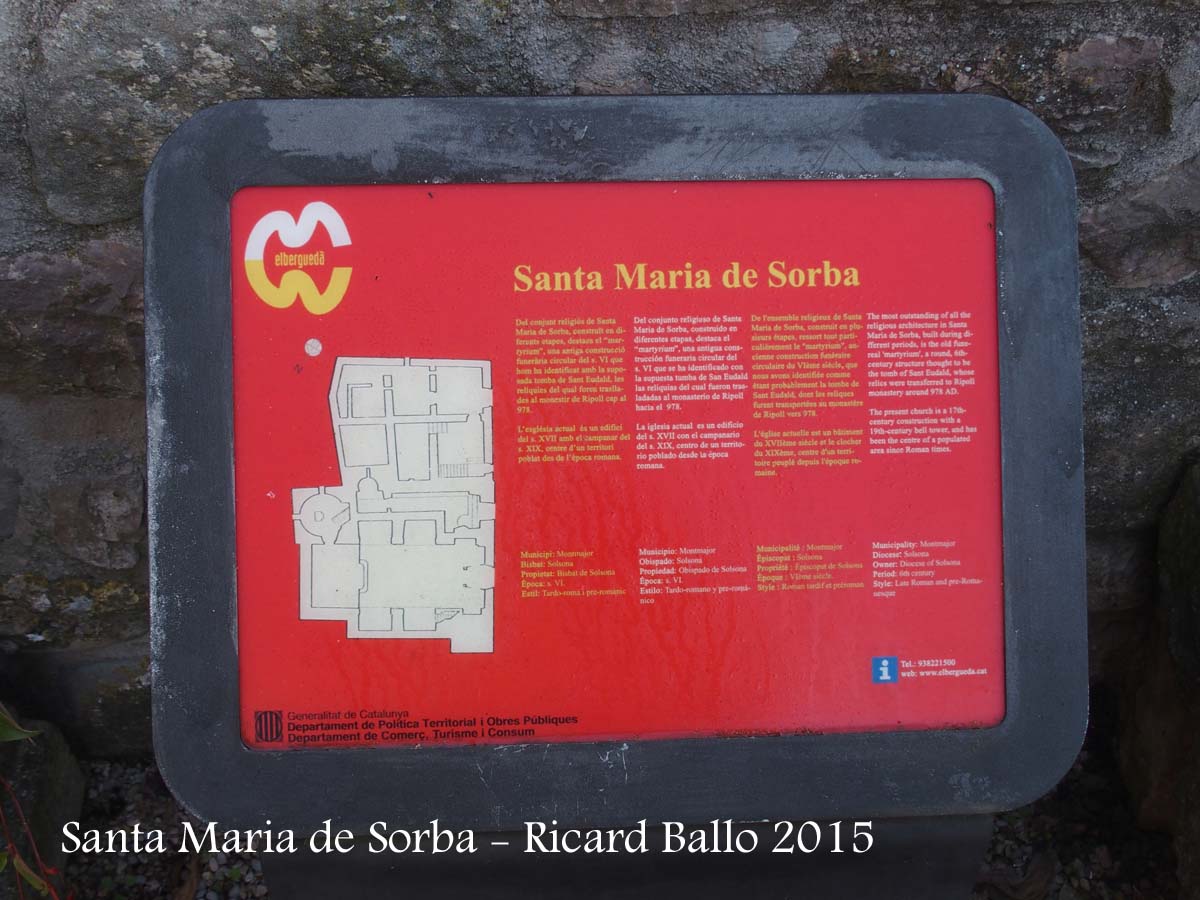 elberguedà
Santa Maria de Sorba
Del conjunt religiós de Santa
Maria de Sorba, construït en di-
ferents etapes, destaca el "mar-
tyrium", una antiga construcció
funerària circular del s. VI que
hom ha identificat amb la supo-
sada tomba de Sant Eudald, les
relíquies del qual foren trasllа-
des al monestir de Ripoll cap al
978.
L'església actual és un edifici
del s. XVII amb el campanar del
s. XIX, centre d'un territori
poblat des de l'època romana.
Municipi: Montmajor
Bisbat: Solsona
Propietat: Bisbat de Solsona
Època: s. VI.
Estil: Tardo-romà i pre-romànic
Del conjunto religioso de Santa
Maria de Sorba, construido en
diferentes etapas, destaca el
"martyrium", una antigua cons-
trucción funeraria circular del
s. VI que se ha identificado con
la supuesta tumba de San Eudald
las reliquias del cual fueron tras-
ladadas al monasterio de Ripoll
hacia el 978.
La iglesia actual es un edificio
del s. XVII con el campanario
del s. XIX, centro de un territo-
rio poblado desde la época
romana.
Municipio: Montmajor
Obispado: Solsona
Propiedad: Obispado de Solsona
Época: s. VI.
Estilo: Tardo-romano y pre-romá-
nico
De l'ensemble religieux de Santa
Maria de Sorba, construit en plu-
sieurs étapes, ressort tout parti-
culièrement le "martyrium", an-
cienne construction funéraire
circulaire du VIème siècle, que
nous avons identifiée comme
étant probablement la tombe de
Sant Eudald, dont les reliques
furent transportées au monastère
de Ripoll vers 978.
L'église actuelle est un bâtiment
du XVIIème siècle et le clocher
du XIXème, centre d'un terri-
toire peuplé depuis l'époque ro-
maine.
Municipalité : Montmajor
Épiscopat : Solsona
Propriété : Épiscopat de Solsona
Époque : VIème siècle.
Style : Roman tardif et préroman
The most outstanding of all the
religious architecture in Santa
Maria de Sorba, built during di-
fferent periods, is the old fune-
real 'martyrium', a round, 6th-
century structure thought to be
the tomb of Sant Eudald, whose
relics were transferred to Ripoll
monastery around 978 AD.
The present church is a 17th-
century construction with a
19th-century bell tower, and has
been the centre of a populated
area since Roman times.
Municipality: Montmajor
Diocese: Solsona
Owner: Diocese of Solsona
Period: 6th century
Style: Late Roman and pre-Roma-
nesque
i
Tel.: 938221500
web: www.elbergueda.cat
Generalitat de Catalunya
Departament de Política Territorial i Obres Públiques
Departament de Comerç, Turisme i Consum
Santa Maria de Sorba - Ricard Ballo 2015